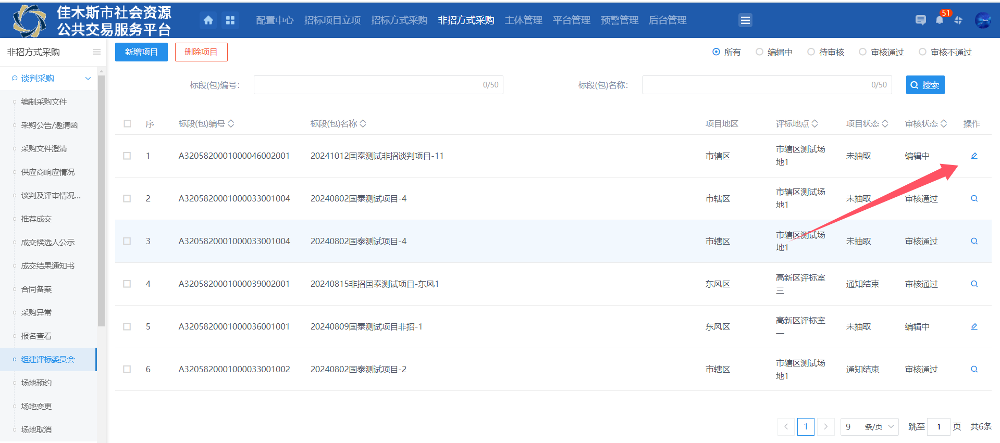 佳木斯市社会资源
公共交易服务平台
配置中心 招标项目立项 招标方式采购 非招方式采购 主体管理 平台管理 预警管理 后台管理
51
非招方式采购
谈判采购
编制采购文件
采购公告/邀请函
采购文件澄清
供应商响应情况
谈判及评审情况...
推荐成交
成交候选人公示
成交结果通知书
合同备案
采购异常
报名查看
组建评标委员会
场地预约
场地变更
场地取消
新增项目 删除项目
所有 编辑中 待审核 审核通过 审核不通过
标段(包)编号: 0/50 标段(包)名称: 0/50 搜索
序 标段(包)编号 标段(包)名称 项目地区 评标地点 项目状态 审核状态 操作
1 A3205820001000046002001 20241012国泰测试非招谈判项目-11 市辖区 市辖区测试场地1 未抽取 编辑中
2 A3205820001000033001004 20240802国泰测试项目-4 市辖区 市辖区测试场地1 未抽取 审核通过
3 A3205820001000033001004 20240802国泰测试项目-4 市辖区 市辖区测试场地1 未抽取 审核通过
4 A3205820001000039002001 20240815非招国泰测试项目-东风1 东风区 高新区评标室三 通知结束 审核通过
5 A3205820001000036001001 20240809国泰测试项目非招-1 东风区 高新区评标室一 未抽取 编辑中
6 A3205820001000033001002 20240802国泰测试项目-2 市辖区 市辖区测试场地1 通知结束 审核通过
1 9 条/页 跳至 1 页 共6条